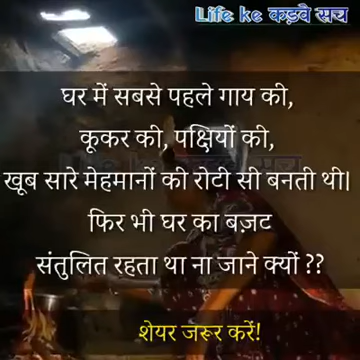 Life ke कड़वे सच
घर में सबसे पहले गाय की,
कूकर की, पक्षियों की,
खूब सारे मेहमानों की रोटी सी बनती थी।
फिर भी घर का बज़ट
संतुलित रहता था ना जाने क्यों ??
शेयर जरूर करें!